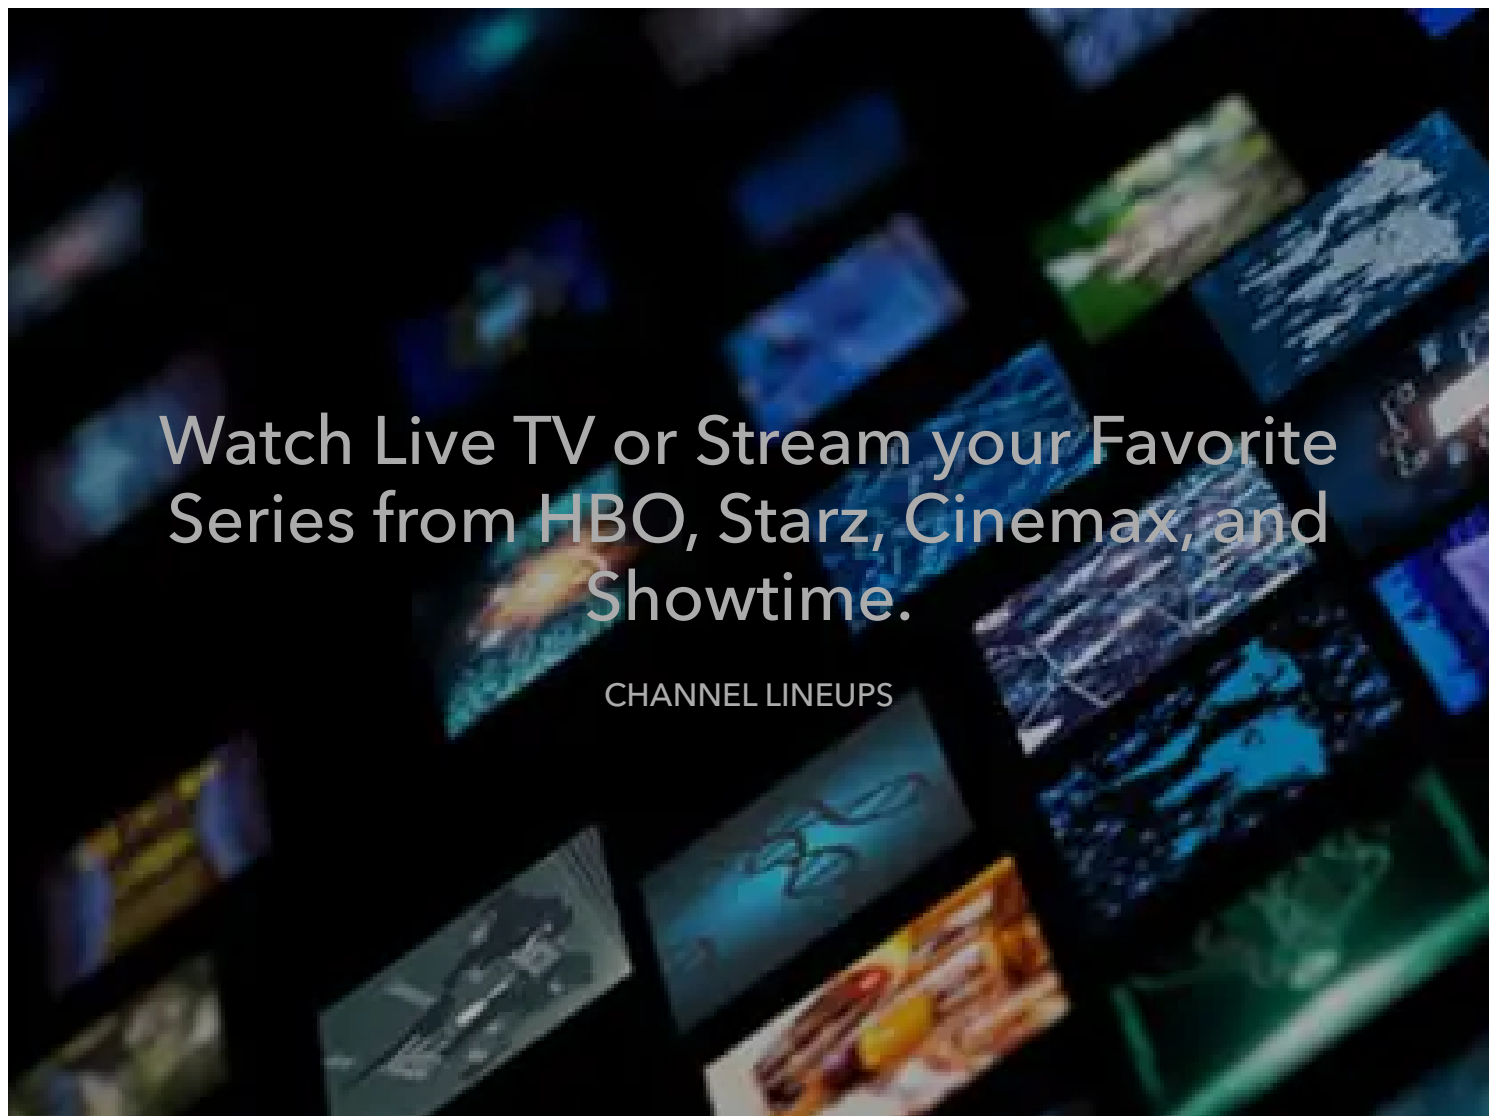 Watch Live TV or Stream your Favorite
Series from HBO, Starz, Cinemax, and
Showtime.
CHANNEL LINEUPS